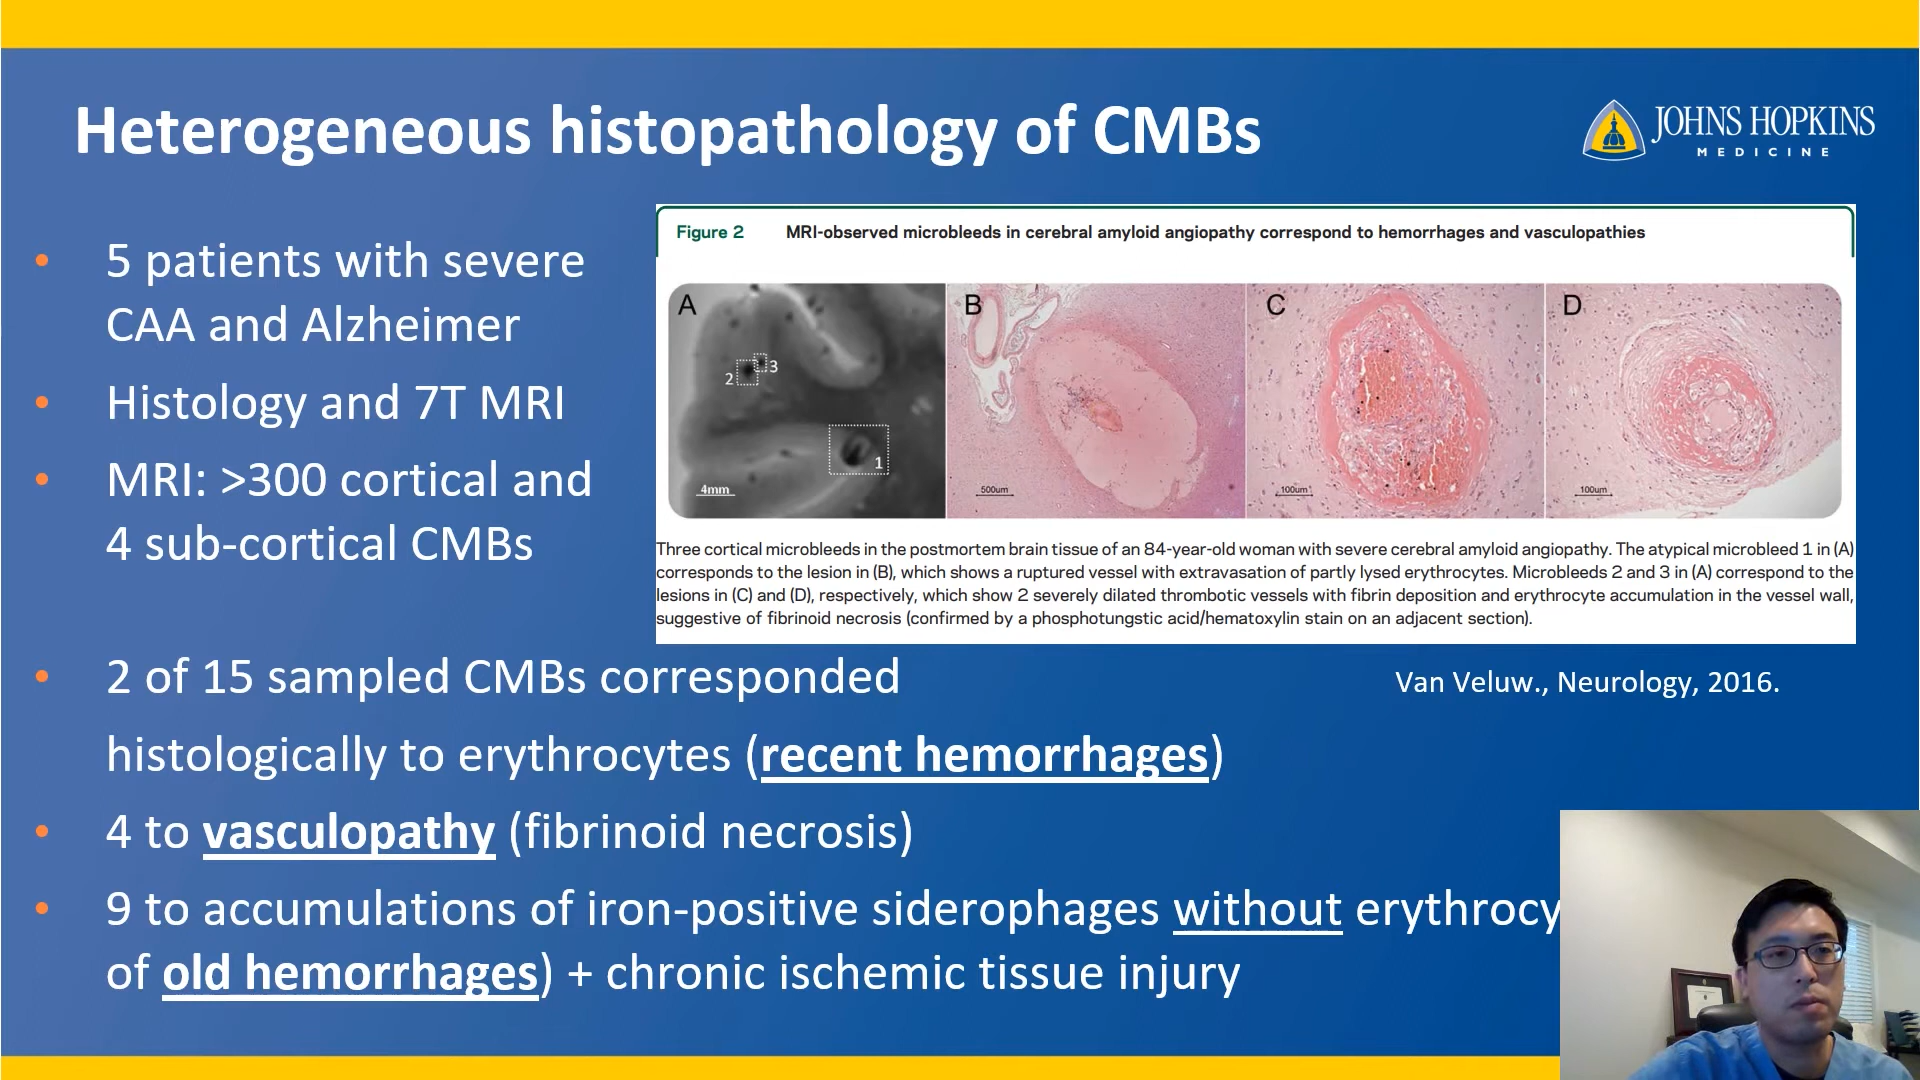 Heterogeneous histopathology of CMBs
JOHNS HOPKINS
MEDICINE
• 5 patients with severe
CAA and Alzheimer
• Histology and 7T MRI
• MRI: >300 cortical and
4 sub-cortical CMBs
Figure 2 MRI-observed microbleeds in cerebral amyloid angiopathy correspond to hemorrhages and vasculopathies
A B C D
2 3
1
4mm 500um 100um 100um
Three cortical microbleeds in the postmortem brain tissue of an 84-year-old woman with severe cerebral amyloid angiopathy. The atypical microbleed 1 in (A)
corresponds to the lesion in (B), which shows a ruptured vessel with extravasation of partly lysed erythrocytes. Microbleeds 2 and 3 in (A) correspond to the
lesions in (C) and (D), respectively, which show 2 severely dilated thrombotic vessels with fibrin deposition and erythrocyte accumulation in the vessel wall,
suggestive of fibrinoid necrosis (confirmed by a phosphotungstic acid/hematoxylin stain on an adjacent section).
Van Veluw., Neurology, 2016.
• 2 of 15 sampled CMBs corresponded
histologically to erythrocytes (recent hemorrhages)
• 4 to vasculopathy (fibrinoid necrosis)
• 9 to accumulations of iron-positive siderophages without erythrocy
of old hemorrhages) + chronic ischemic tissue injury